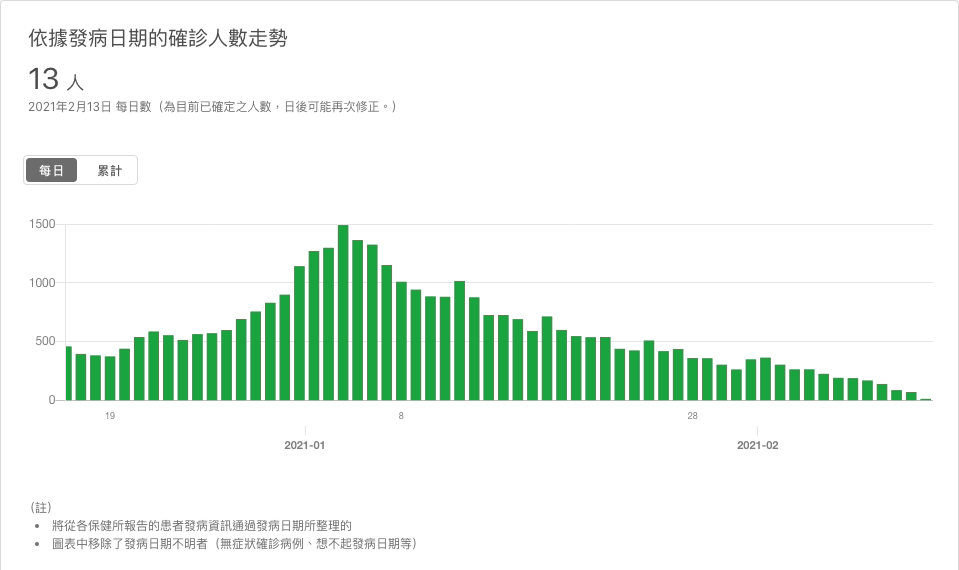 依據發病日期的確診人數走勢
13 人
2021年2月13日 每日數（為目前已確定之人數，日後可能再次修正。）
每日 累計
1500
1000
500
0
19 8 28
2021-01 2021-02
（註）
• 將從各保健所報告的患者發病資訊通過發病日期所整理的
• 圖表中移除了發病日期不明者（無症狀確診病例、想不起發病日期等）